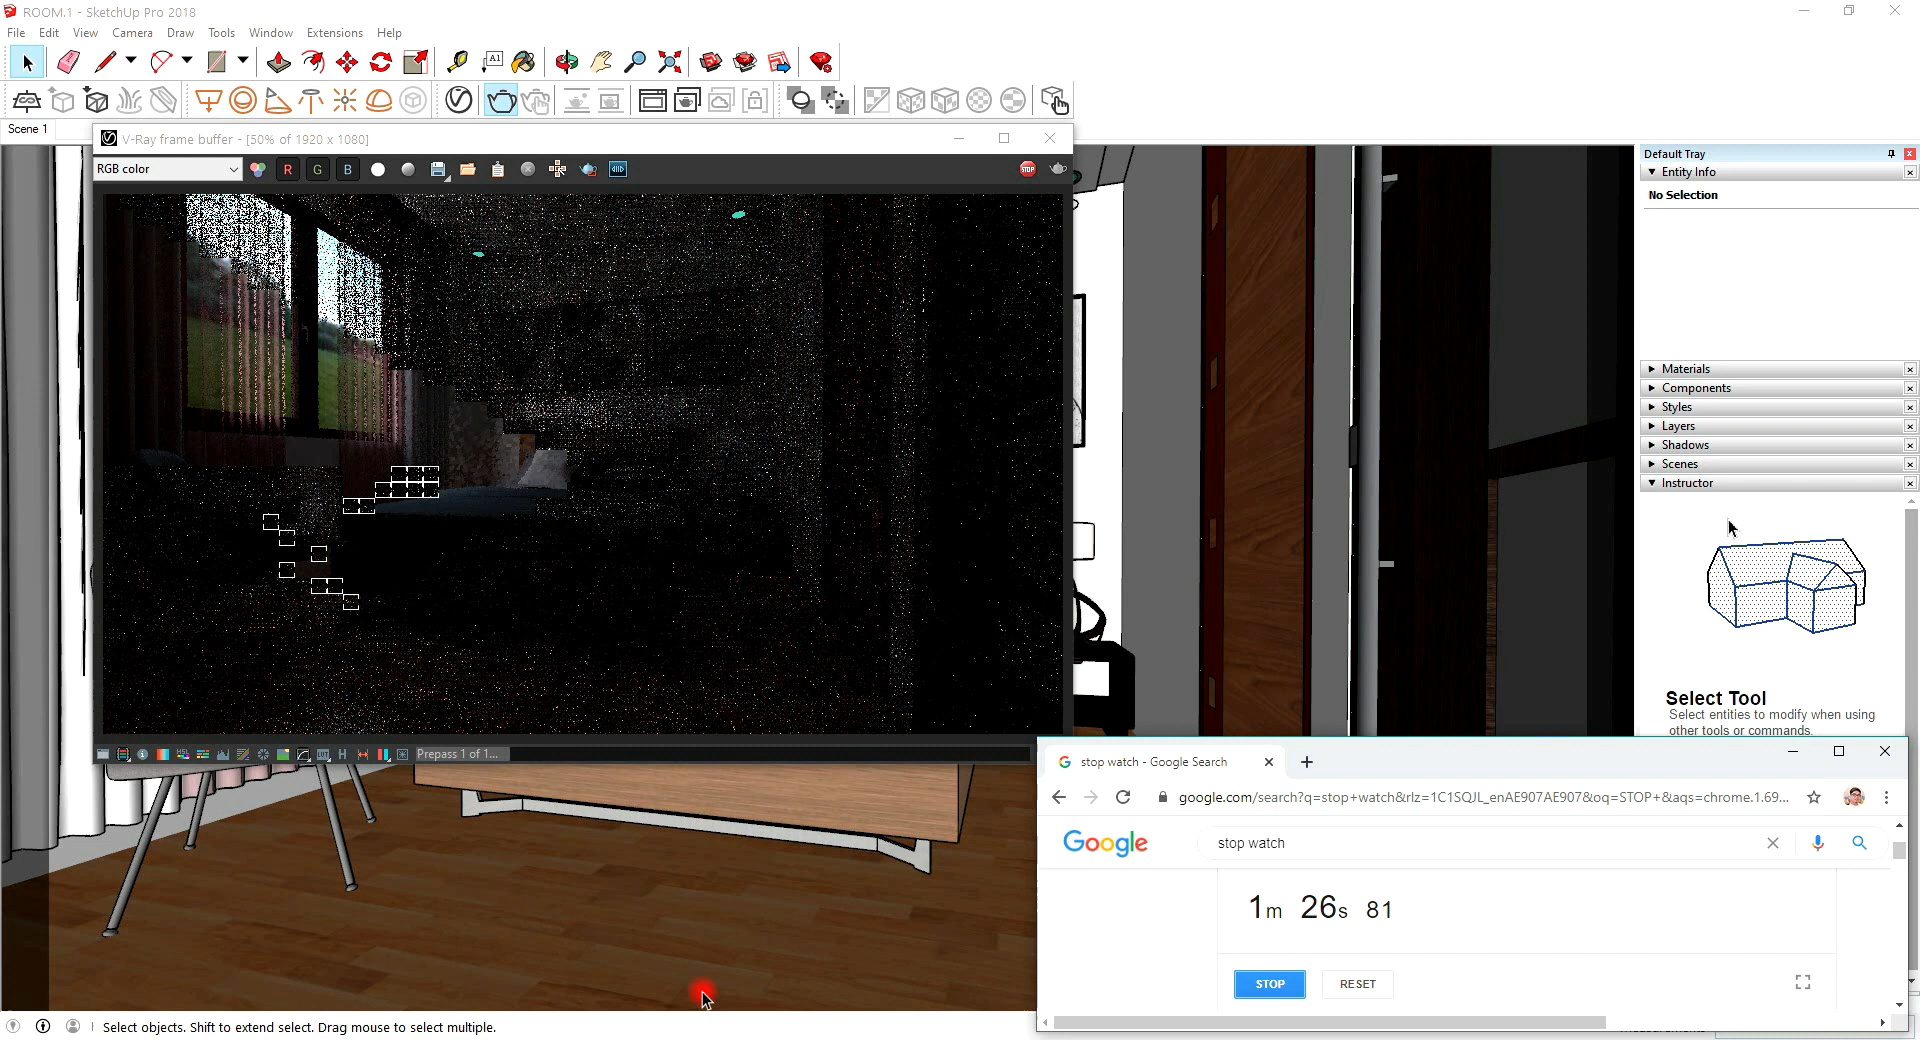 ROOM.1 - SketchUp Pro 2018
File Edit View Camera Draw Tools Window Extensions Help
A1
Scene 1
V-Ray frame buffer - [50% of 1920 x 1080]
RGB color
R G B
STOP
Default Tray
Entity Info
No Selection
Materials
Components
Styles
Layers
Shadows
Scenes
Instructor
Select Tool
Select entities to modify when using
other tools or commands.
HSL
LUT
H
Prepass 1 of 1...
stop watch - Google Search
google.com/search?q=stop+watch&rlz=1C1SQJL_enAE907AE907&oq=STOP+&aqs=chrome.1.69...
Google
stop watch
1m 26s 81
STOP RESET
Select objects. Shift to extend select. Drag mouse to select multiple.